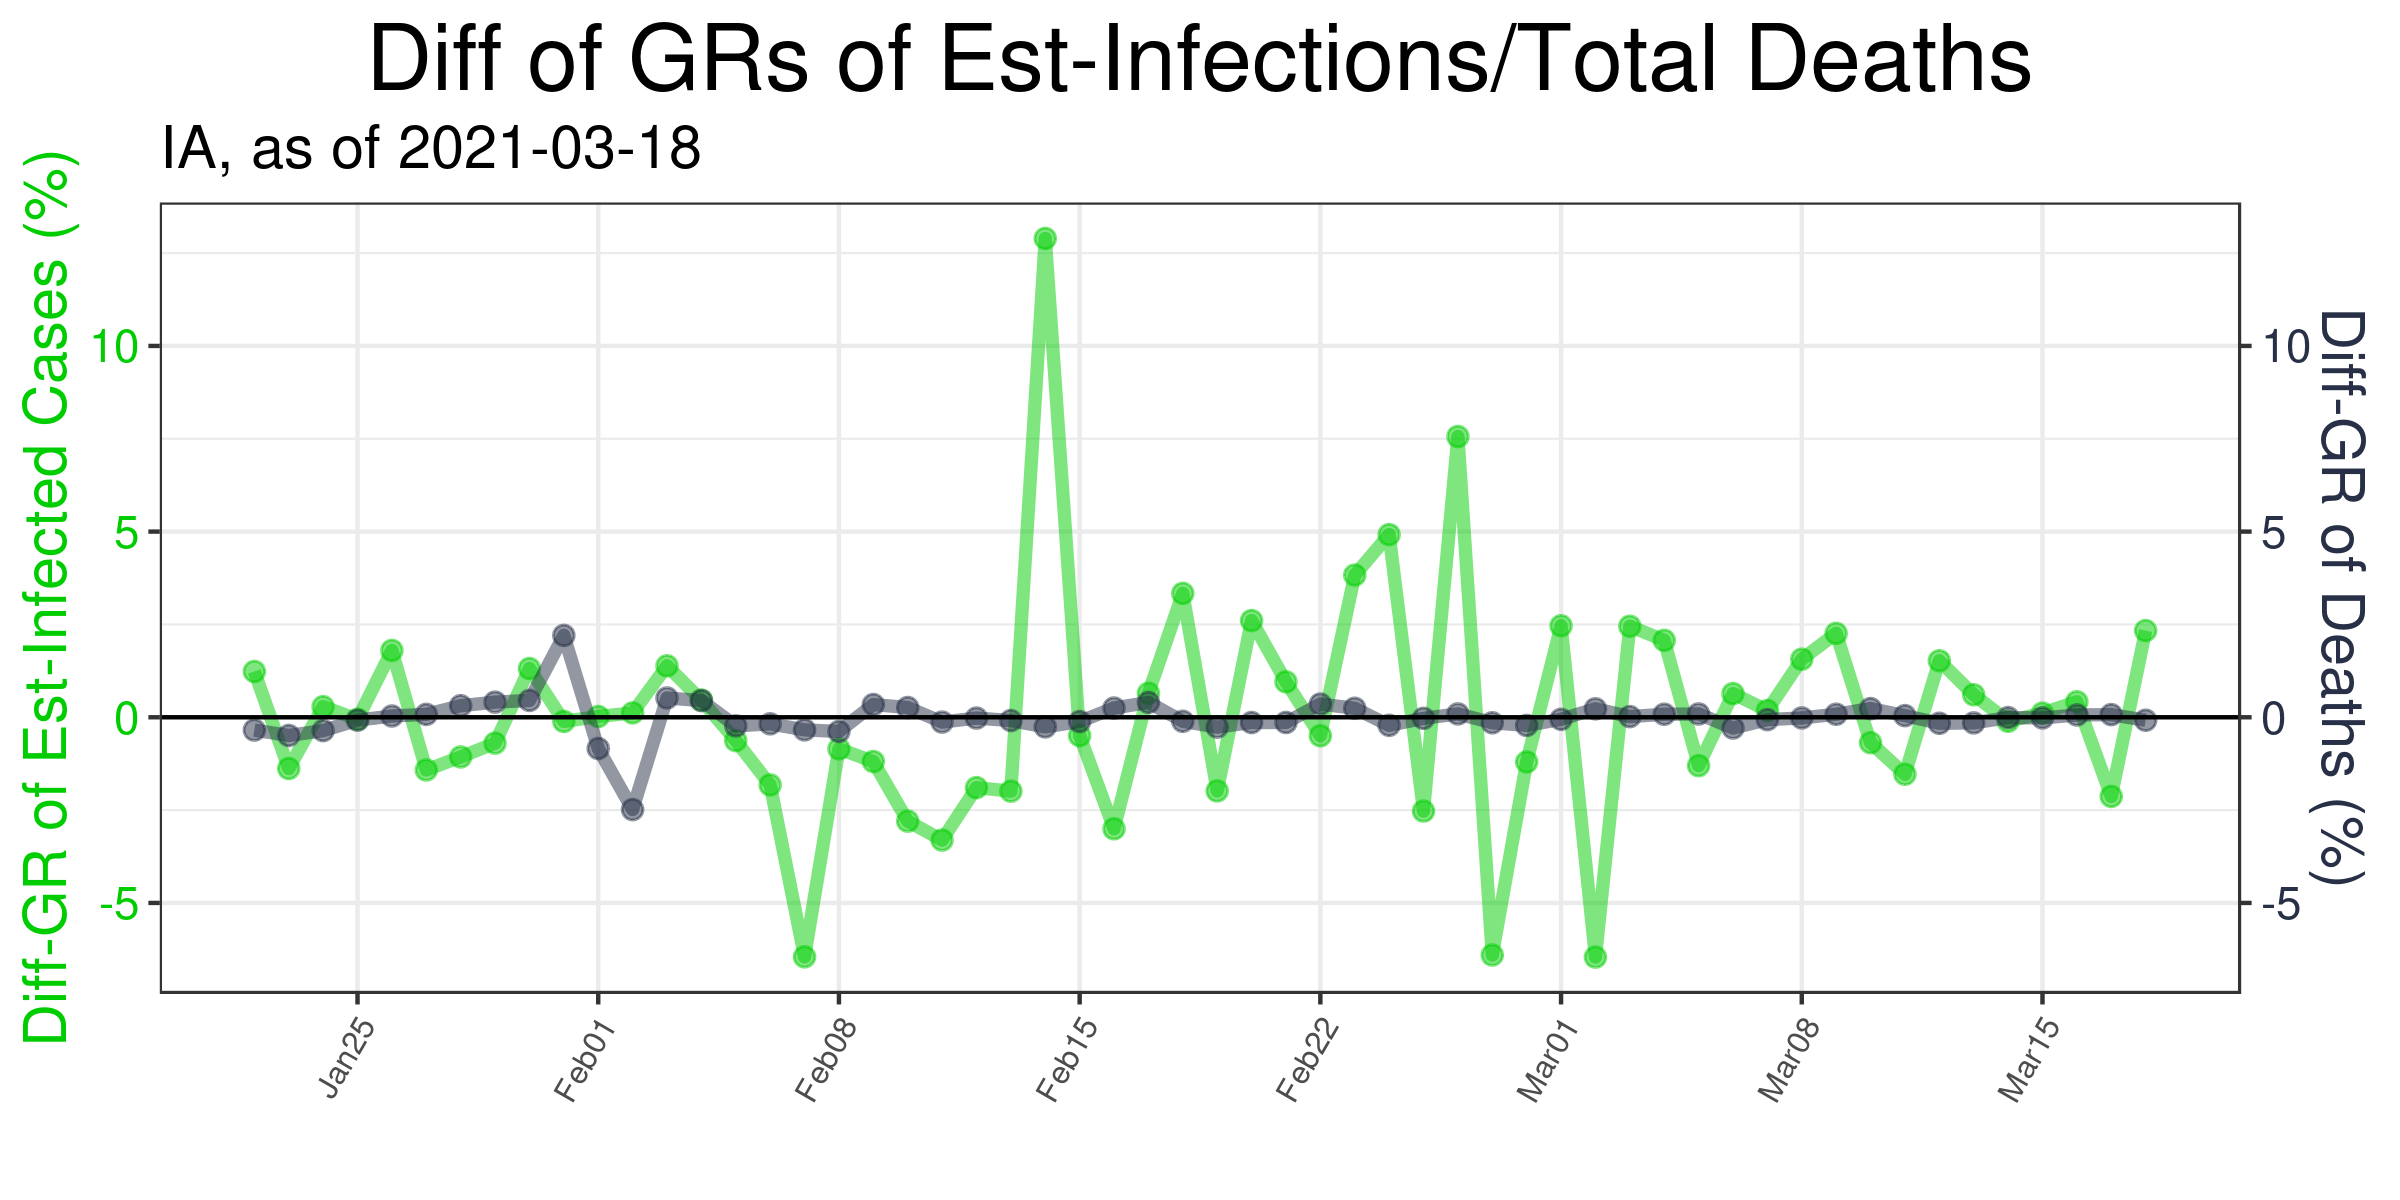 Diff of GRs of Est-Infections/Total Deaths
IA, as of 2021-03-18
Diff-GR of Est-Infected Cases (%)
10
5
0
-5
10
5
0
-5
Diff-GR of Deaths (%)
Jan25
Feb01
Feb08
Feb15
Feb22
Mar01
Mar08
Mar15